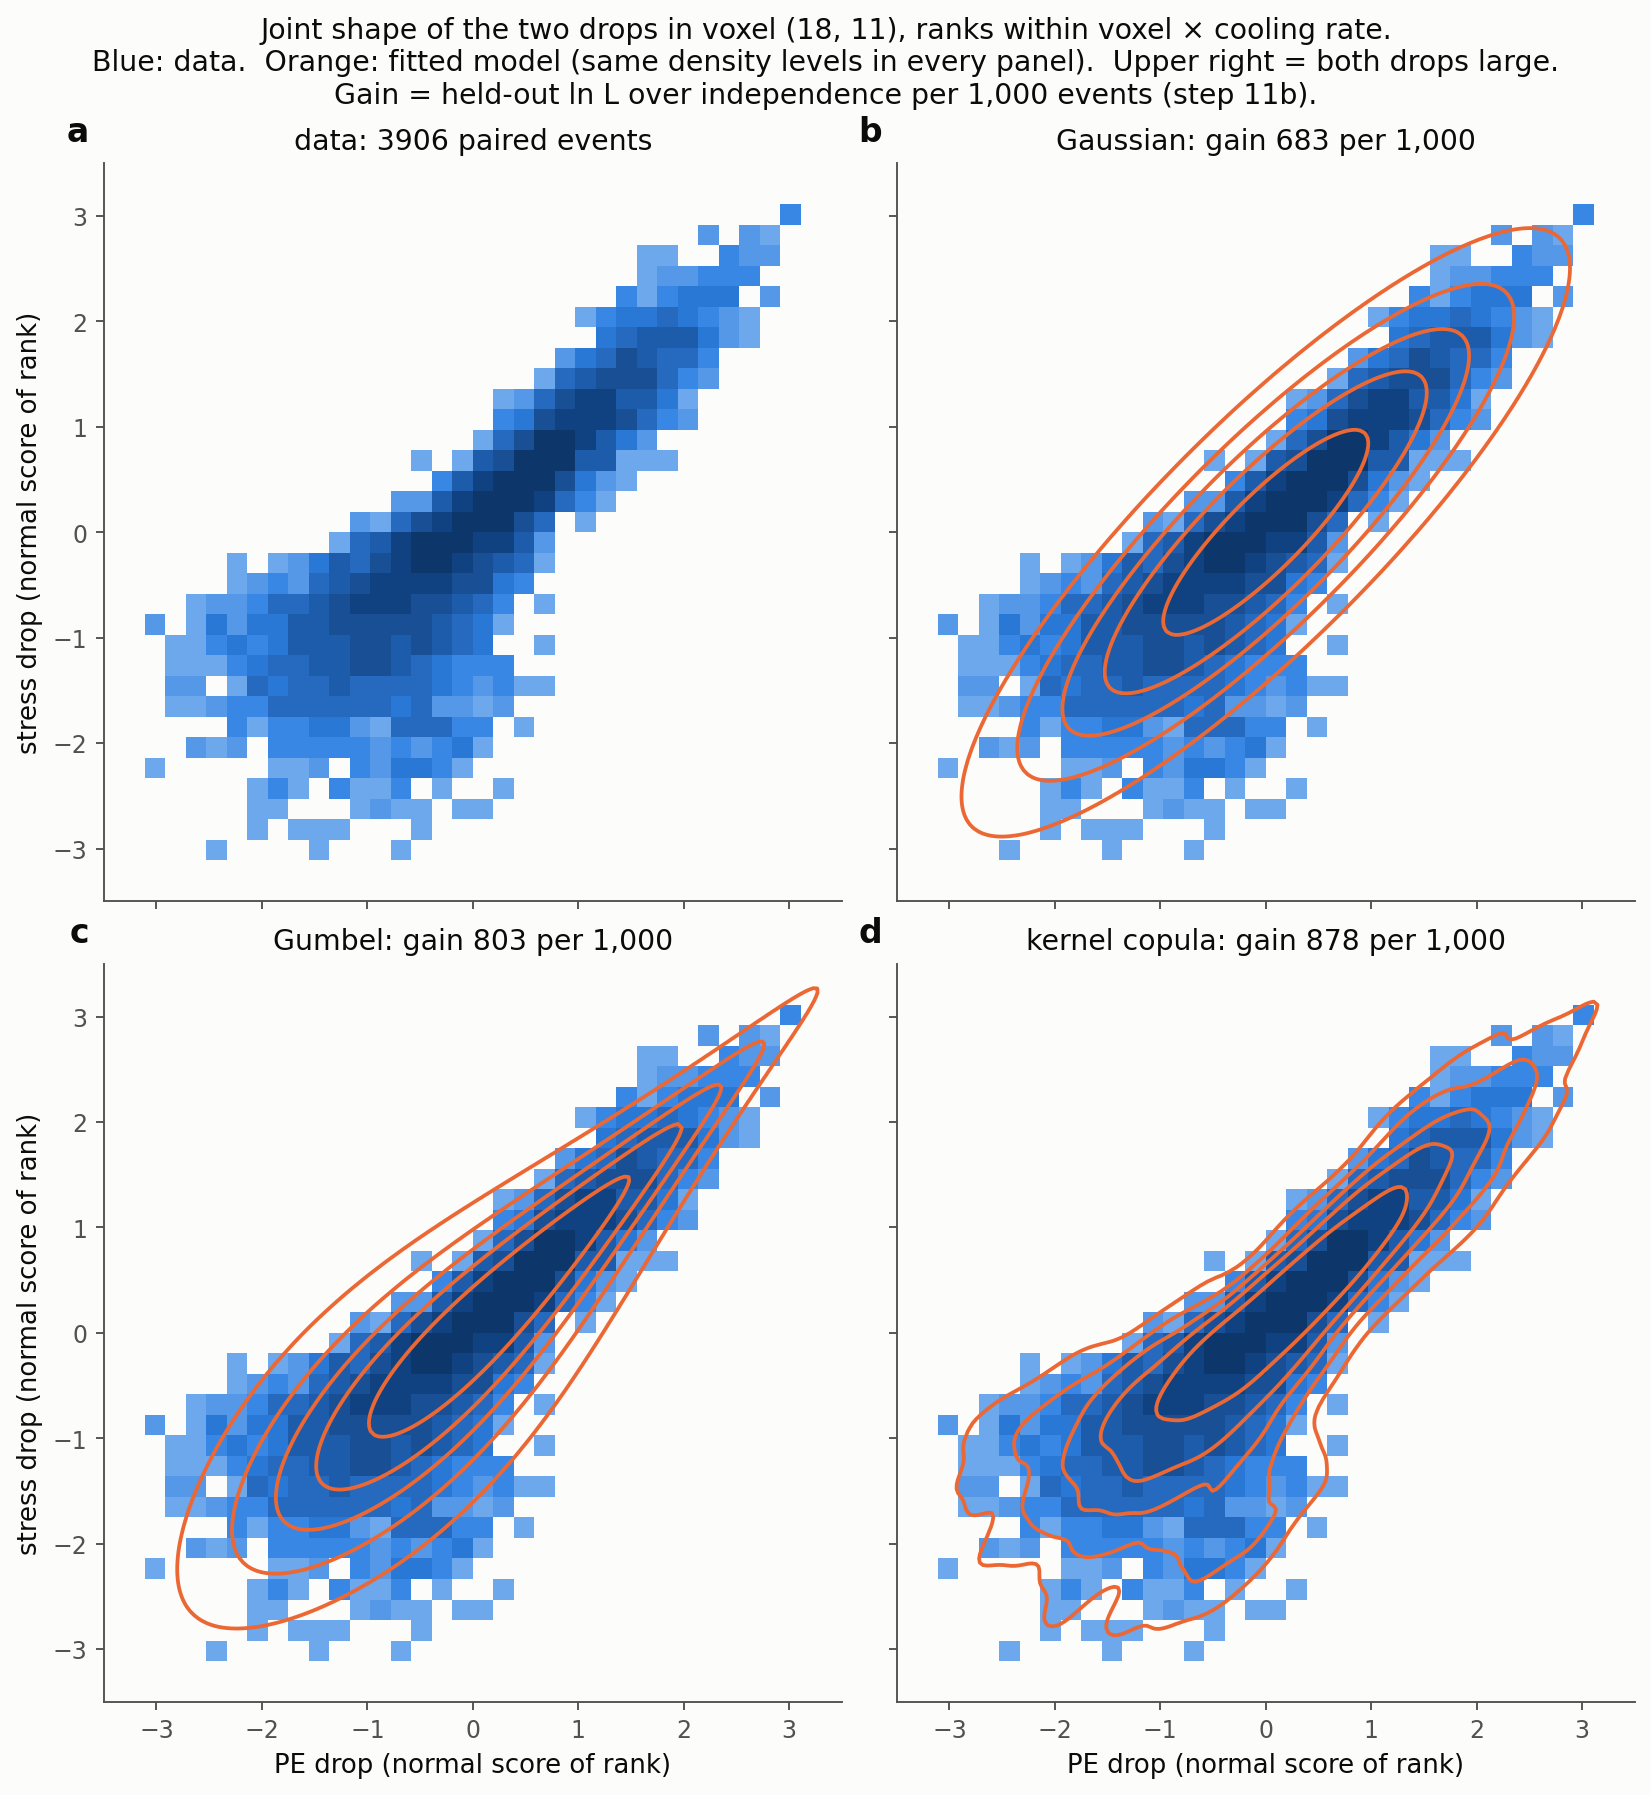 Joint shape of the two drops in voxel (18, 11), ranks within voxel × cooling rate.
Blue: data.  Orange: fitted model (same density levels in every panel).  Upper right = both drops large.
Gain = held-out ln L over independence per 1,000 events (step 11b).
a
data: 3906 paired events
3
2
1
0
−1
−2
−3
stress drop (normal score of rank)
b
Gaussian: gain 683 per 1,000
c
Gumbel: gain 803 per 1,000
3
2
1
0
−1
−2
−3
stress drop (normal score of rank)
−3 −2 −1 0 1 2 3
PE drop (normal score of rank)
d
kernel copula: gain 878 per 1,000
−3 −2 −1 0 1 2 3
PE drop (normal score of rank)